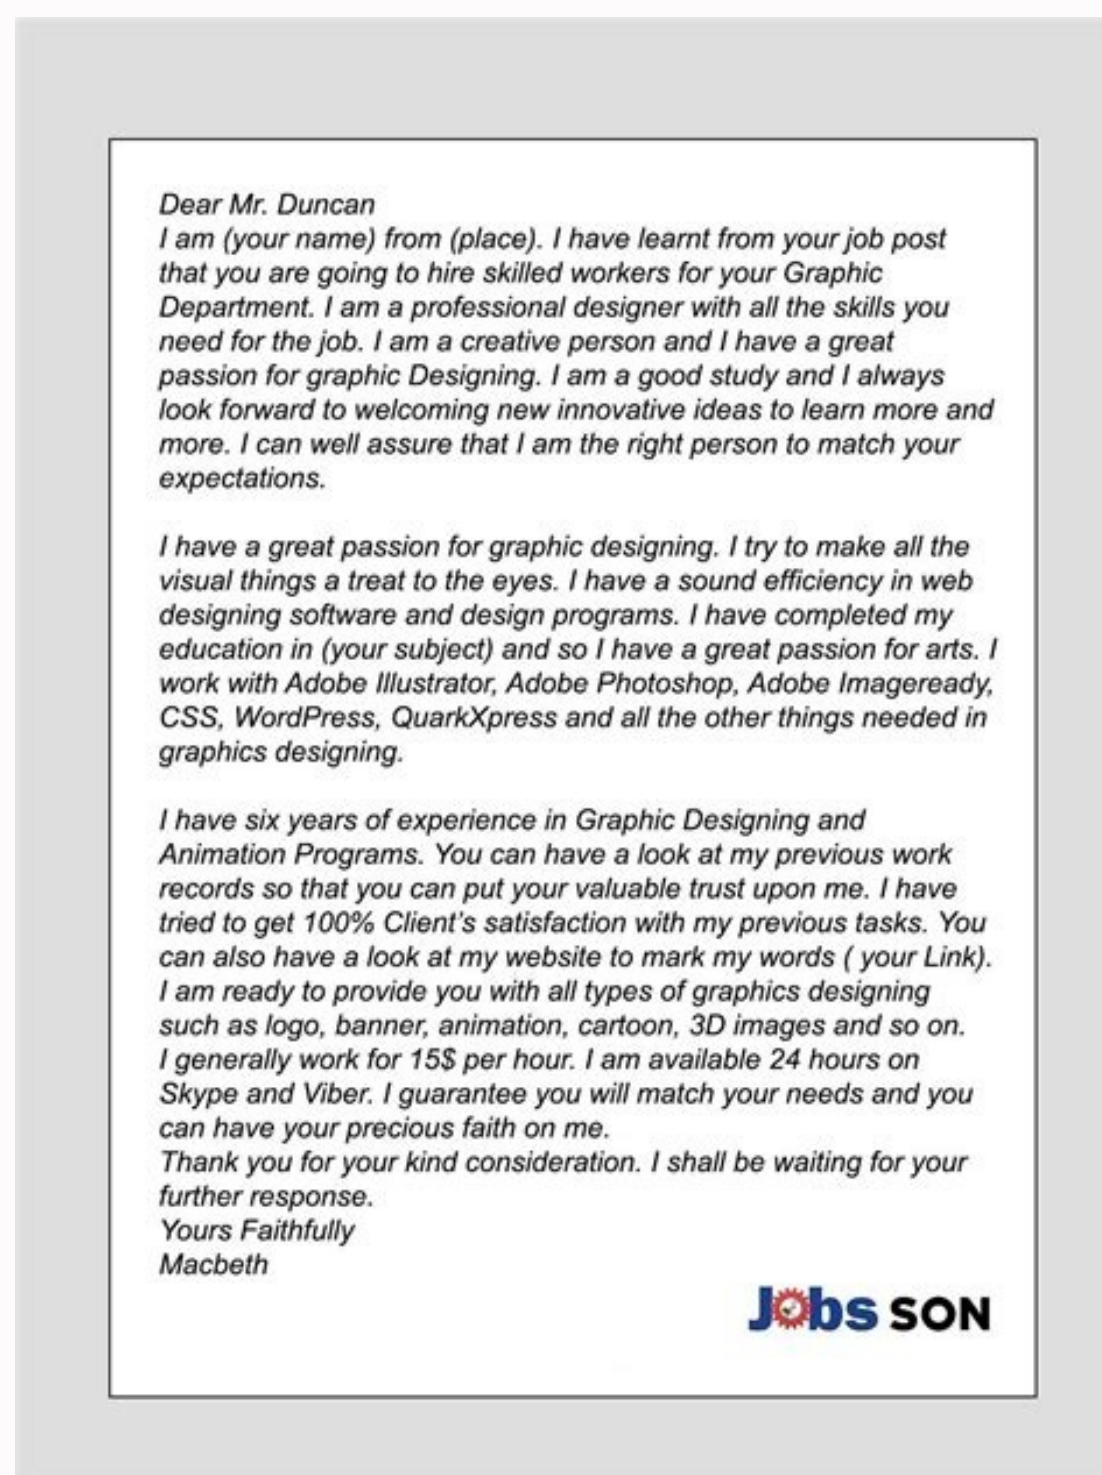 Dear Mr. Duncan
I am (your name) from (place). I have learnt from your job post
that you are going to hire skilled workers for your Graphic
Department. I am a professional designer with all the skills you
need for the job. I am a creative person and I have a great
passion for graphic Designing. I am a good study and I always
look forward to welcoming new innovative ideas to learn more and
more. I can well assure that I am the right person to match your
expectations.

I have a great passion for graphic designing. I try to make all the
visual things a treat to the eyes. I have a sound efficiency in web
designing software and design programs. I have completed my
education in (your subject) and so I have a great passion for arts. I
work with Adobe Illustrator, Adobe Photoshop, Adobe Imageready,
CSS, WordPress, QuarkXpress and all the other things needed in
graphics designing.

I have six years of experience in Graphic Designing and
Animation Programs. You can have a look at my previous work
records so that you can put your valuable trust upon me. I have
tried to get 100% Client's satisfaction with my previous tasks. You
can also have a look at my website to mark my words ( your Link).
I am ready to provide you with all types of graphics designing
such as logo, banner, animation, cartoon, 3D images and so on.
I generally work for 15$ per hour. I am available 24 hours on
Skype and Viber. I guarantee you will match your needs and you
can have your precious faith on me.
Thank you for your kind consideration. I shall be waiting for your
further response.
Yours Faithfully
Macbeth
Jobs SON